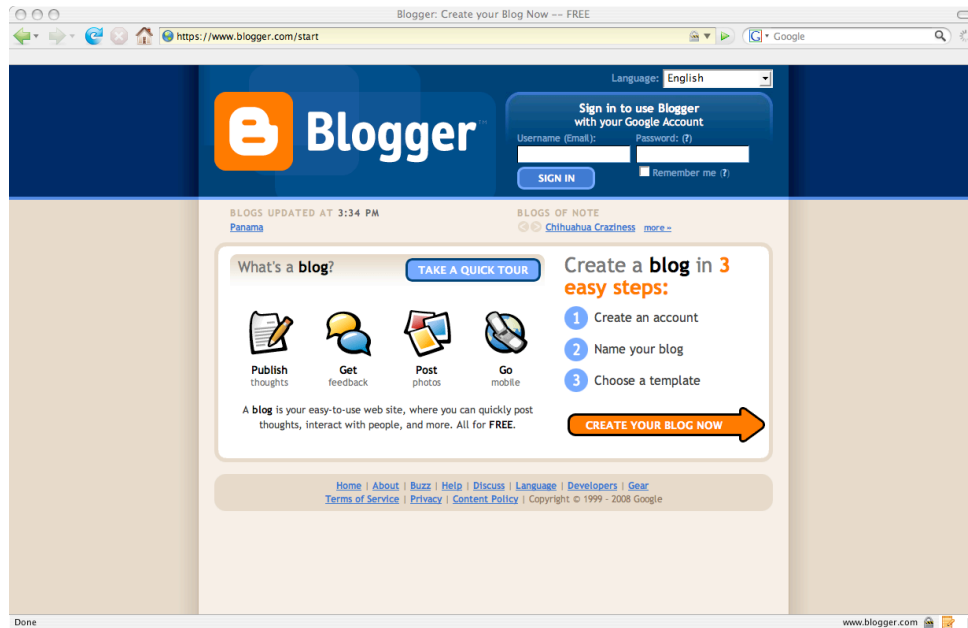 Blogger: Create your Blog Now -- FREE
https://www.blogger.com/start
Google
Language: English
Blogger™
Sign in to use Blogger
with your Google Account
Username (Email): Password: (?)
SIGN IN
Remember me (?)
BLOGS UPDATED AT 3:34 PM
Panama
BLOGS OF NOTE
Chihuahua Craziness more »
What's a blog?
TAKE A QUICK TOUR
Publish
thoughts
Get
feedback
Post
photos
Go
mobile
A blog is your easy-to-use web site, where you can quickly post
thoughts, interact with people, and more. All for FREE.
Create a blog in 3
easy steps:
1 Create an account
2 Name your blog
3 Choose a template
CREATE YOUR BLOG NOW
Home | About | Buzz | Help | Discuss | Language | Developers | Gear
Terms of Service | Privacy | Content Policy | Copyright © 1999 - 2008 Google
Done
www.blogger.com